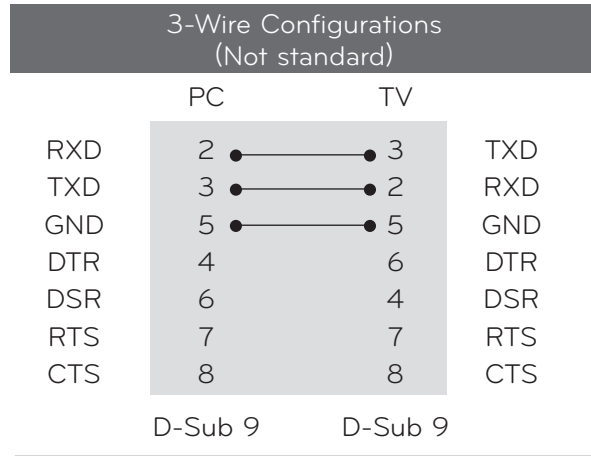 3-Wire Configurations
(Not standard)
PC TV
RXD 2 3 TXD
TXD 3 2 RXD
GND 5 5 GND
DTR 4 6 DTR
DSR 6 4 DSR
RTS 7 7 RTS
CTS 8 8 CTS
D-Sub 9 D-Sub 9